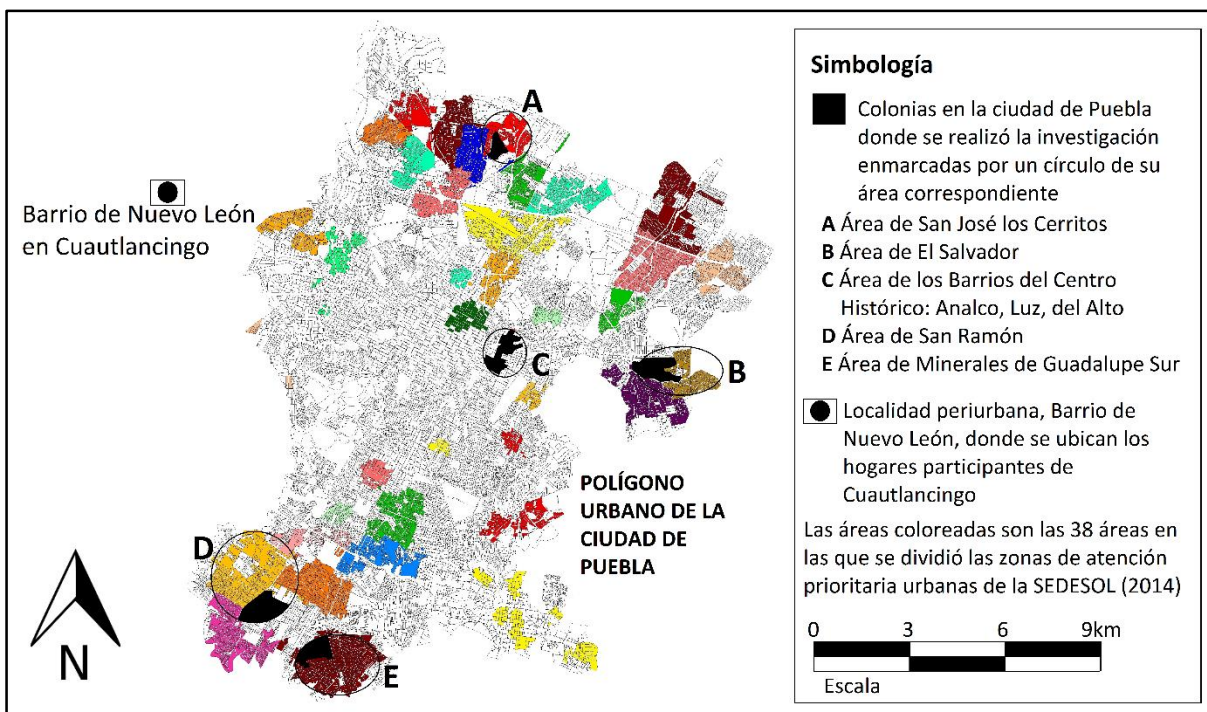 A
Barrio de Nuevo León
en Cuautlancingo
C
B
POLÍGONO
URBANO DE LA
CIUDAD DE
PUEBLA
D
E
N
Simbología
Colonias en la ciudad de Puebla
donde se realizó la investigación
enmarcadas por un círculo de su
área correspondiente
A Área de San José los Cerritos
B Área de El Salvador
C Área de los Barrios del Centro
Histórico: Analco, Luz, del Alto
D Área de San Ramón
E Área de Minerales de Guadalupe Sur
Localidad periurbana, Barrio de
Nuevo León, donde se ubican los
hogares participantes de
Cuautlancingo
Las áreas coloreadas son las 38 áreas en
las que se dividió las zonas de atención
prioritaria urbanas de la SEDESOL (2014)
0 3 6 9km
Escala